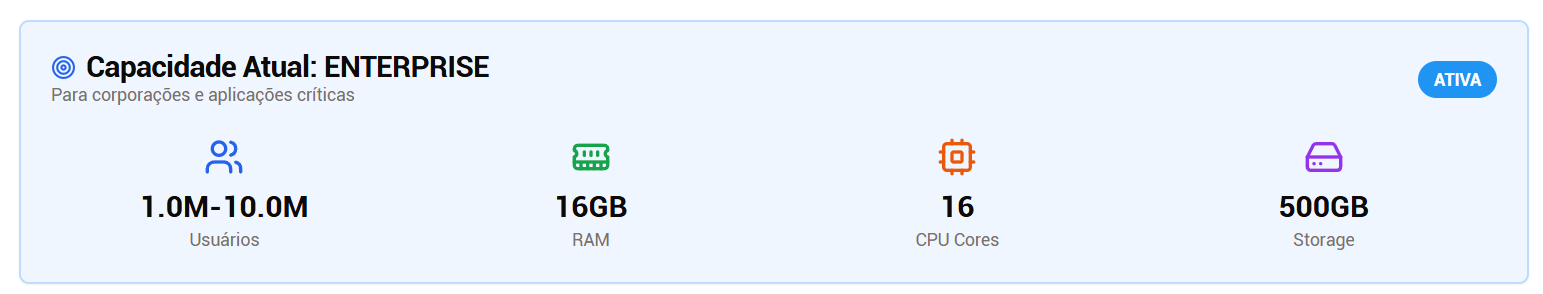 Capacidade Atual: ENTERPRISE
Para corporações e aplicações críticas
ATIVA
1.0M-10.0M
Usuários
16GB
RAM
16
CPU Cores
500GB
Storage